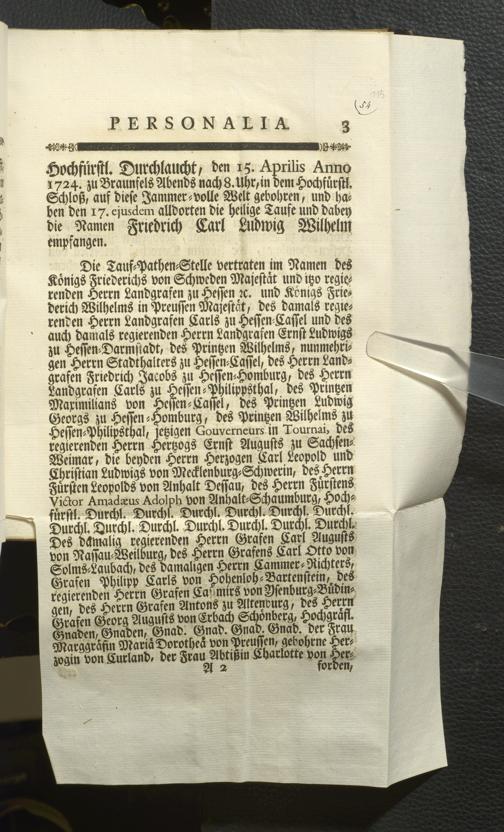 54
PERSONALIA. 3
Hochfürstl. Durchlaucht, den 15. Aprilis Anno
1724. zu Braunfels Abends nach 8. Uhr, in dem Hochfürstl.
Schloß, auf diese Jammer-volle Welt gebohren, und ha-
ben den 17. ejusdem alldorten die heilige Taufe und dabey
die Namen Friedrich Carl Ludwig Wilhelm
empfangen.
Die Tauf-Pathen-Stelle vertraten im Namen des
Königs Friederichs von Schweden Majestät und itzo regie-
renden Herrn Landgrafen zu Hessen ꝛc. und Königs Frie-
derich Wilhelms in Preussen Majestät, des damals regie-
renden Herrn Landgrafen Carls zu Hessen-Cassel und des
auch damals regierenden Herrn Landgrafen Ernst Ludwigs
zu Hessen-Darmstadt, des Printzen Wilhelms, nunmehri-
gen Herrn Stadthalters zu Hessen-Cassel, des Herrn Land-
grafen Friedrich Jacobs zu Hessen-Homburg, des Herrn
Landgrafen Carls zu Hessen-Philippsthal, des Printzen
Maximilians von Hessen-Cassel, des Printzen Ludwig
Georgs zu Hessen-Homburg, des Printzen Wilhelms zu
Hessen-Philipsthal, jetzigen Gouverneurs in Tournai, des
regierenden Herrn Hertzogs Ernst Augusts zu Sachsen-
Weimar, die beyden Herrn Herzogen Carl Leopold und
Christian Ludwigs von Mecklenburg-Schwerin, des Herrn
Fürsten Leopolds von Anhalt Dessau, des Herrn Fürstens
Victor Amadæus Adolph von Anhalt-Schaumburg, Hoch-
fürstl. Durchl. Durchl. Durchl. Durchl. Durchl. Durchl.
Durchl. Durchl. Durchl. Durchl. Durchl. Durchl. Durchl.
Des damalig regierenden Herrn Grafen Carl Augusts
von Nassau-Weilburg, des Herrn Grafens Carl Otto von
Solms-Laubach, des damaligen Herrn Cammer-Richters,
Grafen Philipp Carls von Hohenloh-Bartenstein, des
regierenden Herrn Grafen Casimirs von Ysenburg-Büdin-
gen, des Herrn Grafen Antons zu Altenburg, des Herrn
Grafen Georg Augusts von Erbach Schönberg, Hochgräfl.
Gnaden, Gnaden, Gnad. Gnad. Gnad. Gnad. der Frau
Marggräfin Mariä Dorotheä von Preussen, gebohrne Her-
zogin von Curland, der Frau Abtißin Charlotte von Her-
A 2 forden,